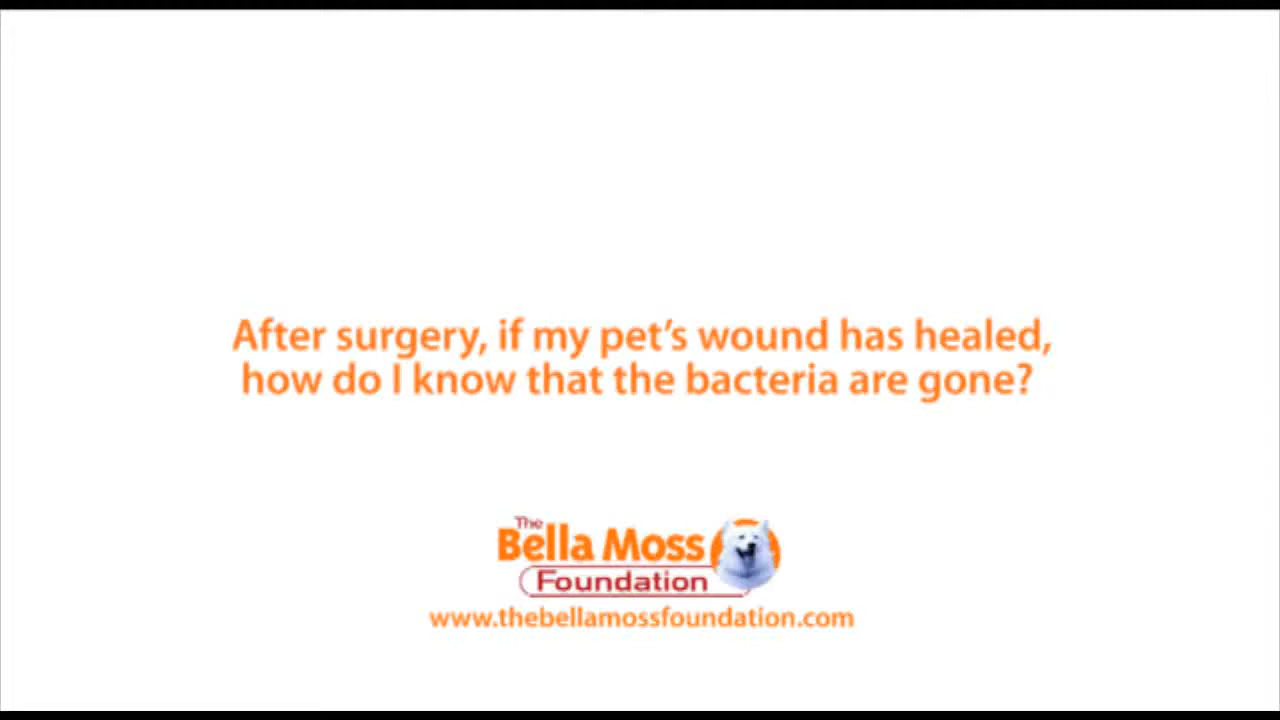 After surgery, if my pet's wound has healed,
how do I know that the bacteria are gone?
The
Bella Moss
Foundation
www.thebellamossfoundation.com